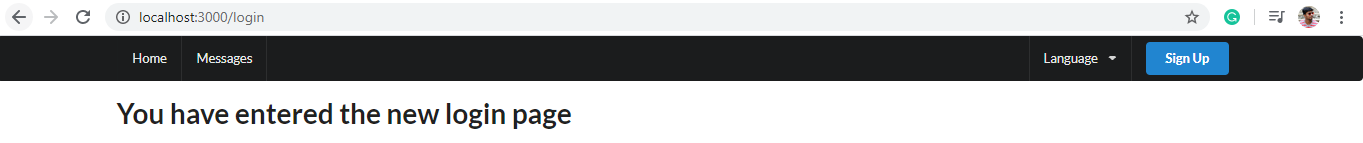 localhost:3000/login
Home Messages Language Sign Up
You have entered the new login page